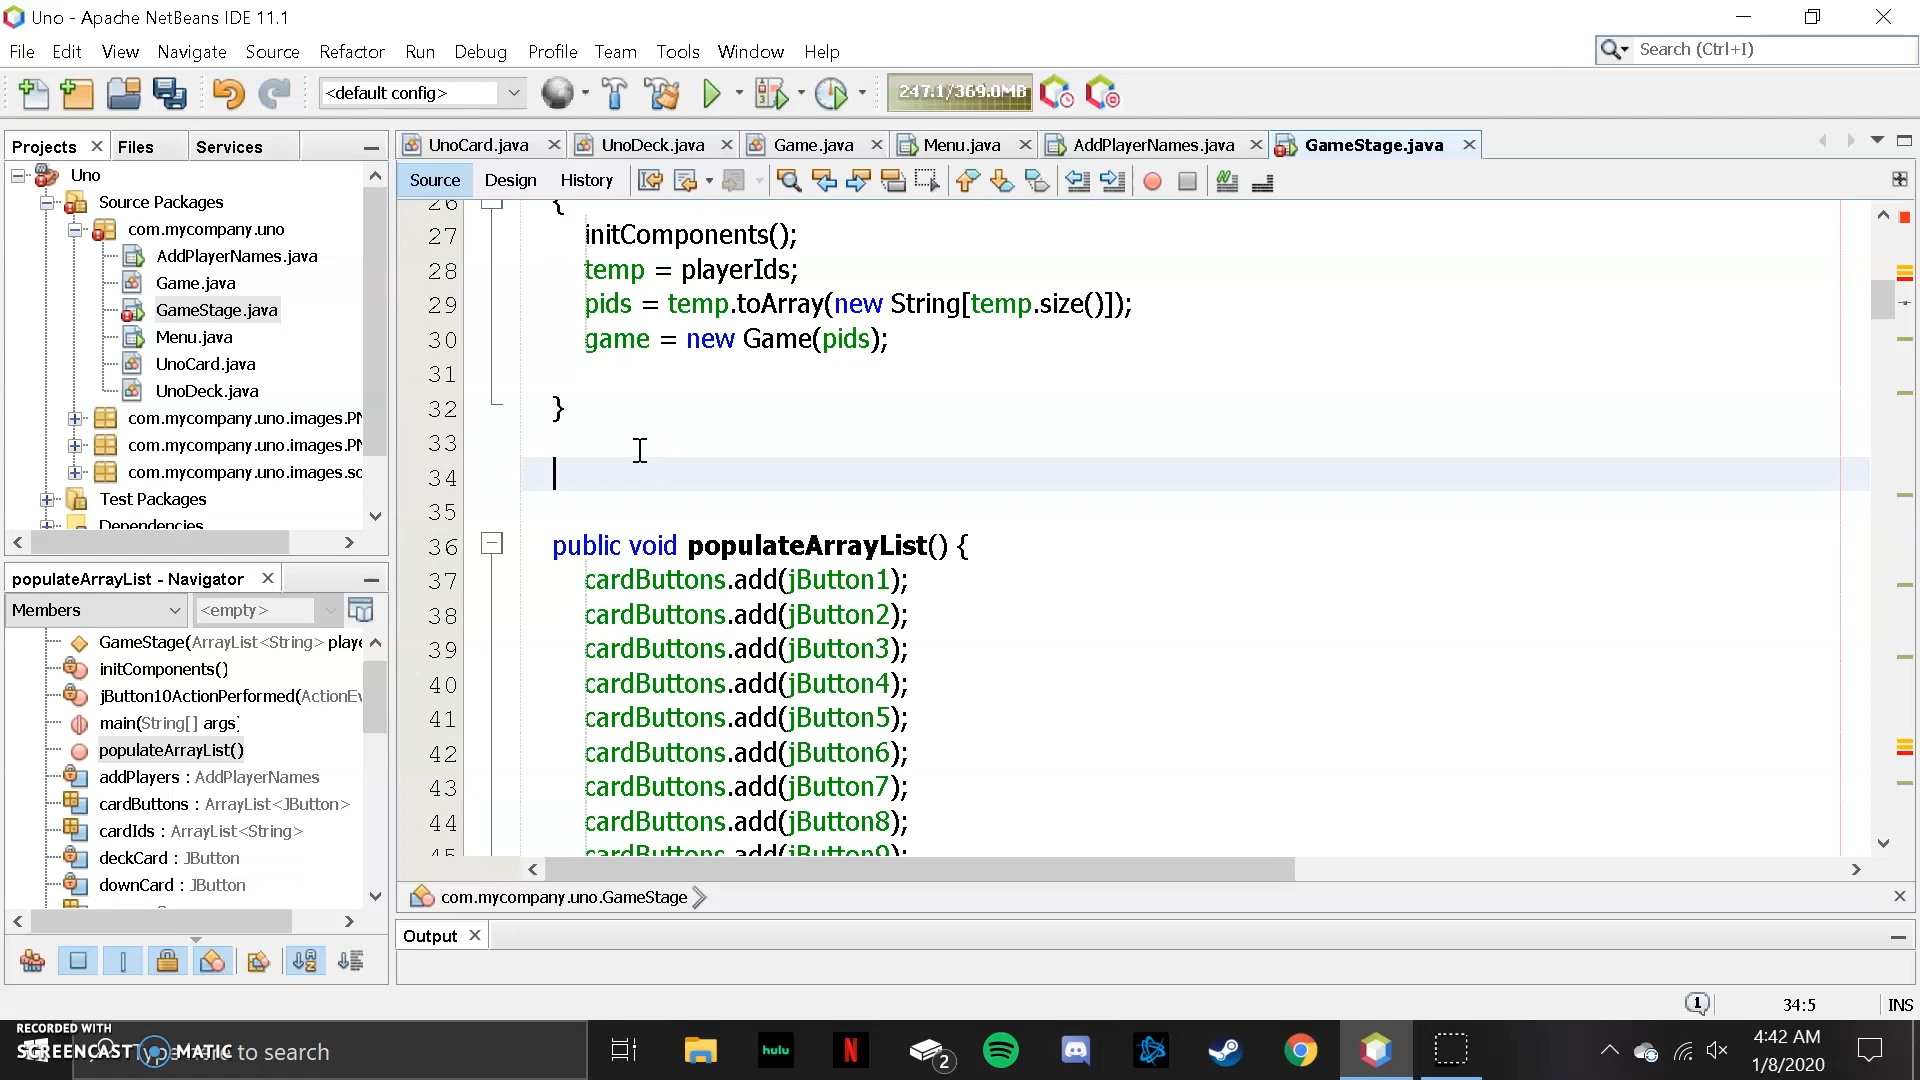 Uno - Apache NetBeans IDE 11.1
File Edit View Navigate Source Refactor Run Debug Profile Team Tools Window Help
Search (Ctrl+I)
<default config>
247.1/369.0MB
Projects Files Services
UnoCard.java UnoDeck.java Game.java Menu.java AddPlayerNames.java GameStage.java
Source Design History
Uno
Source Packages
com.mycompany.uno
AddPlayerNames.java
Game.java
GameStage.java
Menu.java
UnoCard.java
UnoDeck.java
com.mycompany.uno.images.PN
com.mycompany.uno.images.PN
com.mycompany.uno.images.sc
Test Packages
Dependencies
populateArrayList - Navigator
Members <empty>
GameStage(ArrayList<String> playe
initComponents()
jButton10ActionPerformed(ActionEv
main(String[] args)
populateArrayList()
addPlayers : AddPlayerNames
cardButtons : ArrayList<JButton>
cardIds : ArrayList<String>
deckCard : JButton
downCard : JButton
26 {
27 initComponents();
28 temp = playerIds;
29 pids = temp.toArray(new String[temp.size()]);
30 game = new Game(pids);
31
32 }
33
34
35
36 public void populateArrayList() {
37 cardButtons.add(jButton1);
38 cardButtons.add(jButton2);
39 cardButtons.add(jButton3);
40 cardButtons.add(jButton4);
41 cardButtons.add(jButton5);
42 cardButtons.add(jButton6);
43 cardButtons.add(jButton7);
44 cardButtons.add(jButton8);
45 cardButtons.add(jButton9);
com.mycompany.uno.GameStage
Output
1 34:5 INS
RECORDED WITH
SCREENCAST MATIC
Type here to search
hulu
N
2
4:42 AM
1/8/2020